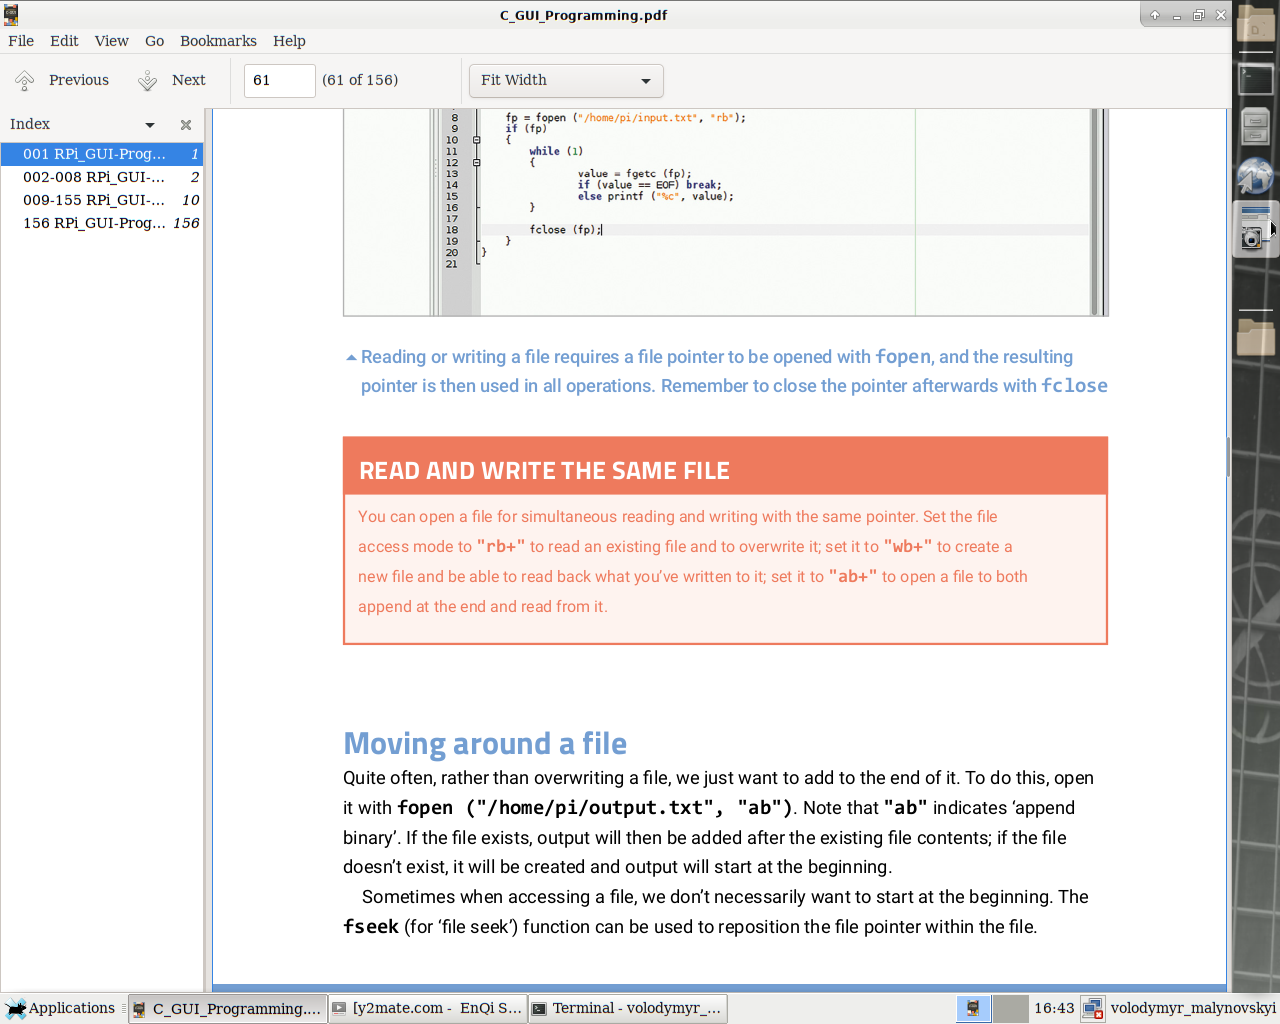 C_GUI_Programming.pdf
File Edit View Go Bookmarks Help
Previous Next 61 (61 of 156) Fit Width
Index
001 RPi_GUI-Prog... 1
002-008 RPi_GUI-... 2
009-155 RPi_GUI-... 10
156 RPi_GUI-Prog... 156
8 fp = fopen ("/home/pi/input.txt", "rb");
9 if (fp)
10 {
11 while (1)
12 {
13 value = fgetc (fp);
14 if (value == EOF) break;
15 else printf ("%c", value);
16 }
17
18 fclose (fp);
19 }
20 }
21
Reading or writing a file requires a file pointer to be opened with fopen, and the resulting
pointer is then used in all operations. Remember to close the pointer afterwards with fclose
READ AND WRITE THE SAME FILE
You can open a file for simultaneous reading and writing with the same pointer. Set the file
access mode to "rb+" to read an existing file and to overwrite it; set it to "wb+" to create a
new file and be able to read back what you've written to it; set it to "ab+" to open a file to both
append at the end and read from it.
Moving around a file
Quite often, rather than overwriting a file, we just want to add to the end of it. To do this, open
it with fopen ("/home/pi/output.txt", "ab"). Note that "ab" indicates ‘append
binary’. If the file exists, output will then be added after the existing file contents; if the file
doesn’t exist, it will be created and output will start at the beginning.
Sometimes when accessing a file, we don’t necessarily want to start at the beginning. The
fseek (for ‘file seek’) function can be used to reposition the file pointer within the file.
Applications C_GUI_Programming.... [y2mate.com - EnQi S... Terminal - volodymyr_... 16:43 volodymyr_malynovskyi